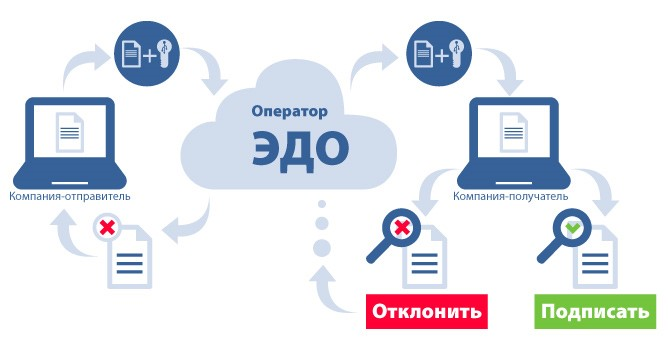 Оператор
ЭДО
Компания-отправитель
Компания-получатель
Отклонить
Подписать